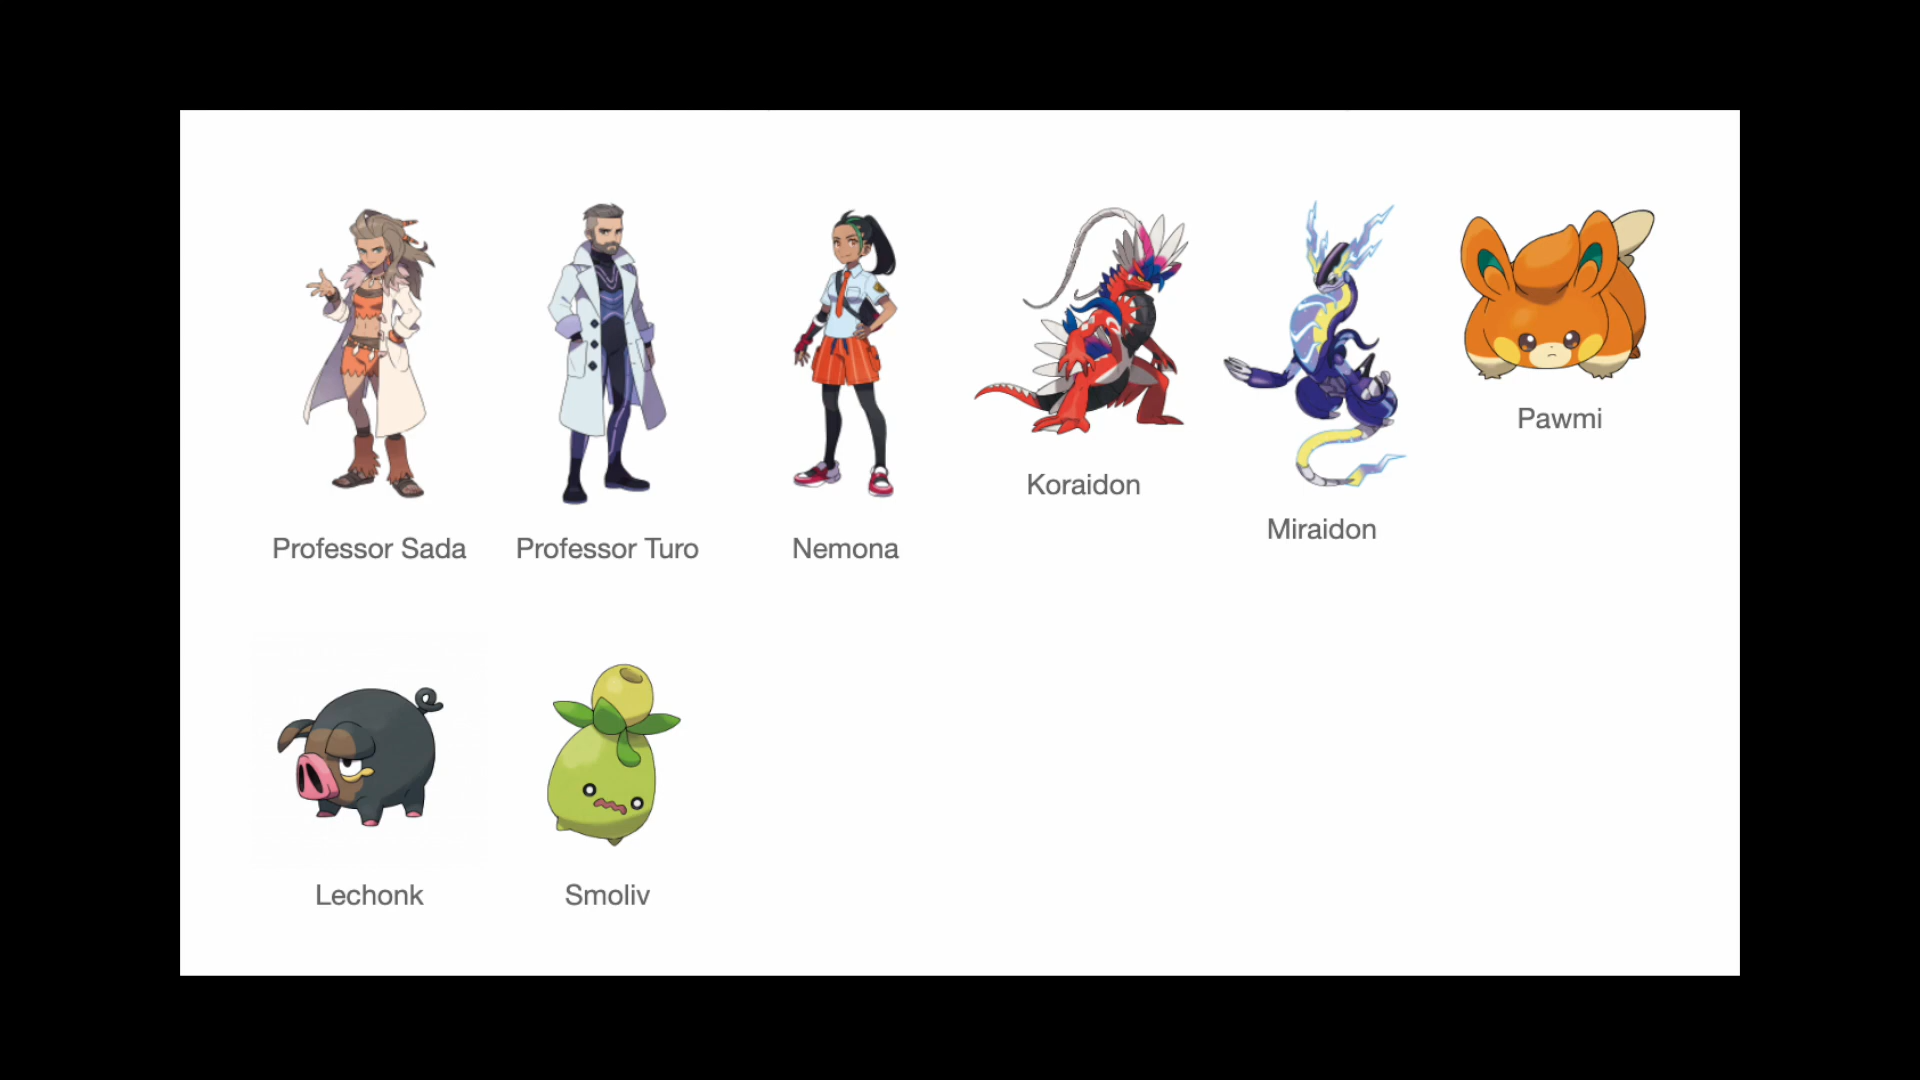 Professor Sada
Professor Turo
Nemona
Koraidon
Miraidon
Pawmi
Lechonk
Smoliv